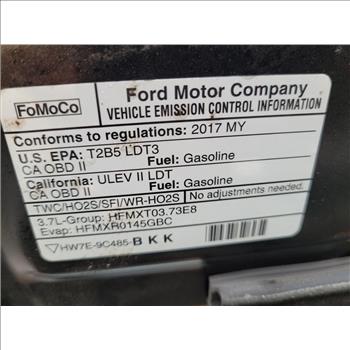 FoMoCo
Ford Motor Company
VEHICLE EMISSION CONTROL INFORMATION
Conforms to regulations: 2017 MY
U.S. EPA: T2B5 LDT3
CA OBD II Fuel: Gasoline
California: ULEV II LDT
CA OBD II Fuel: Gasoline
TWC/HO2S/SFI/WR-HO2S No adjustments needed.
3.7L-Group: HFMXT03.73E8
Evap: HFMXR0145GBC
HW7E-9C485-BKK